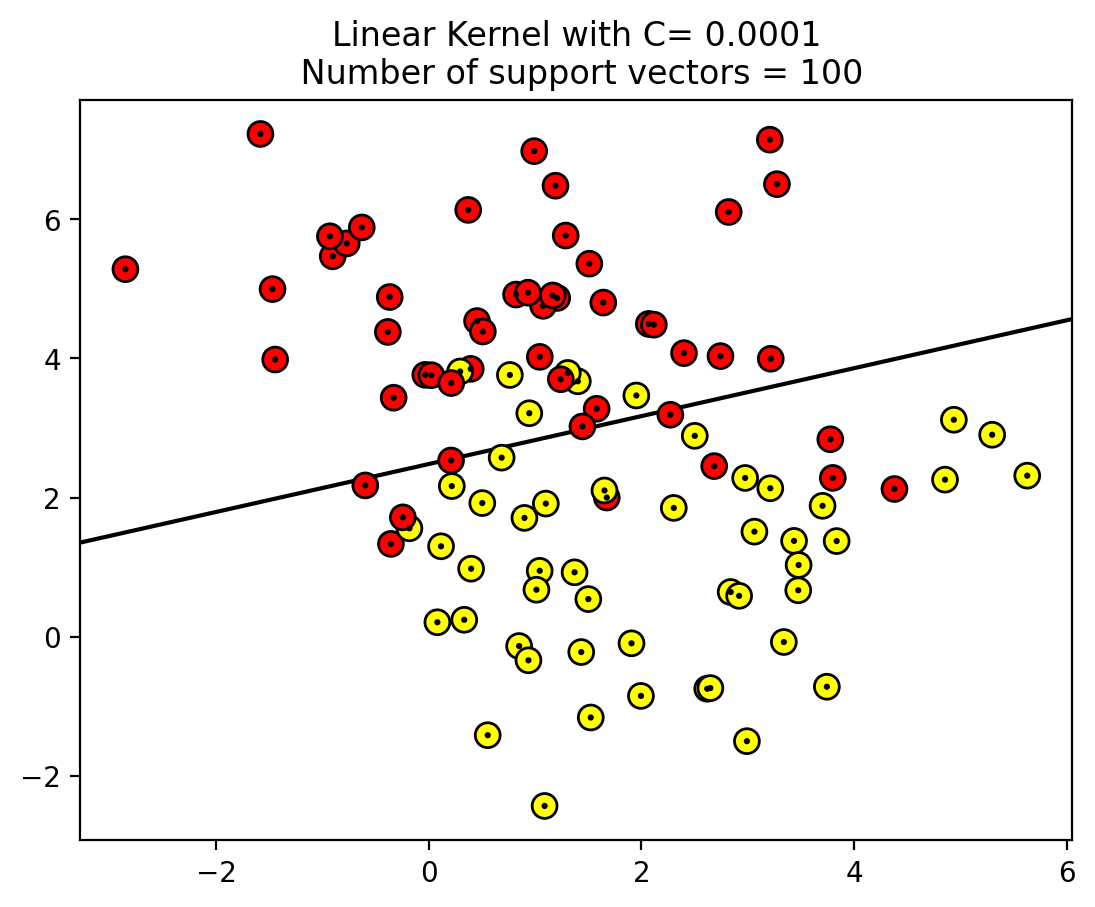 Linear Kernel with C= 0.0001
Number of support vectors = 100
6
4
2
0
−2
−2 0 2 4 6